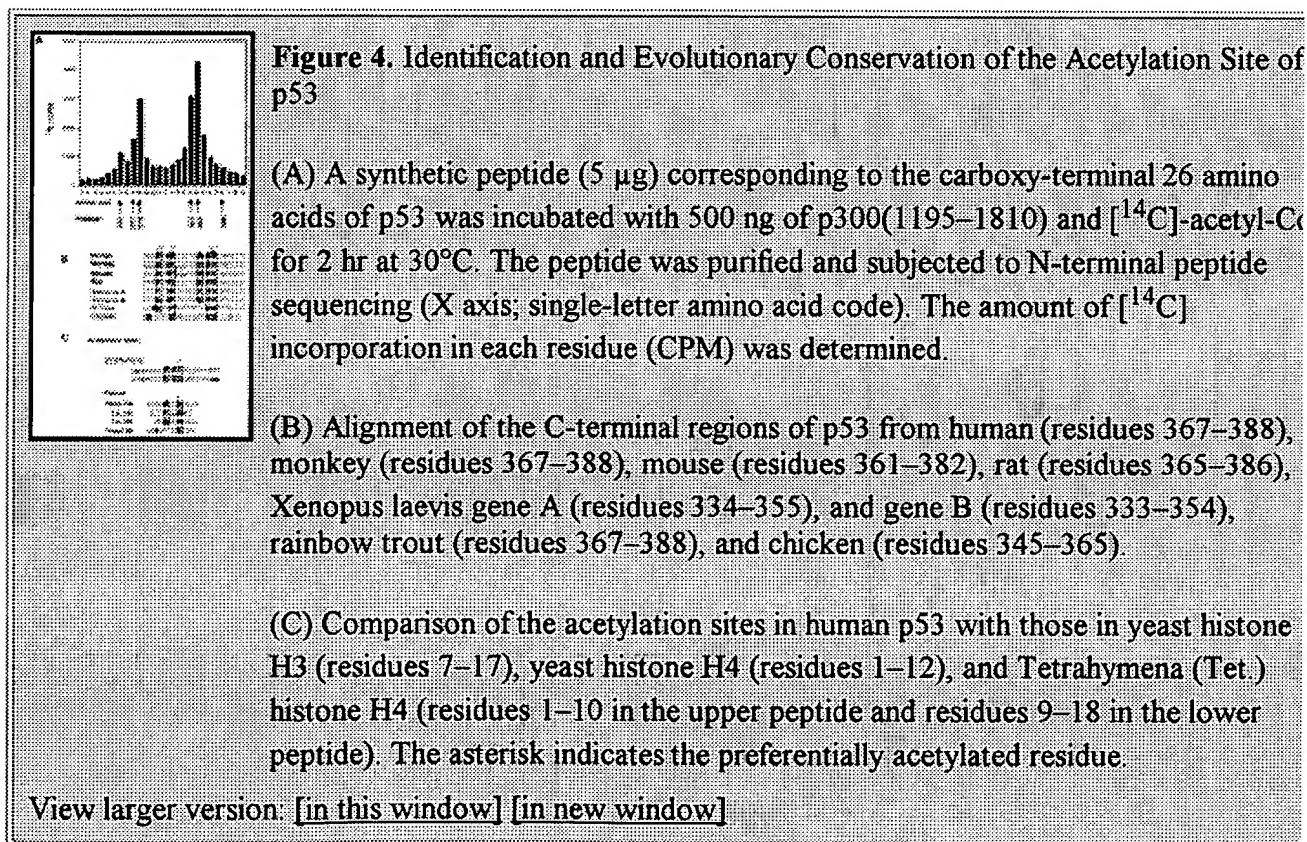 A
Figure 4. Identification and Evolutionary Conservation of the Acetylation Site of
p53
(A) A synthetic peptide (5 µg) corresponding to the carboxy-terminal 26 amino
acids of p53 was incubated with 500 ng of p300(1195–1810) and [¹⁴C]-acetyl-Co
for 2 hr at 30°C. The peptide was purified and subjected to N-terminal peptide
sequencing (X axis; single-letter amino acid code). The amount of [¹⁴C]
incorporation in each residue (CPM) was determined.
B
C
(B) Alignment of the C-terminal regions of p53 from human (residues 367–388),
monkey (residues 367–388), mouse (residues 361–382), rat (residues 365–386),
Xenopus laevis gene A (residues 334–355), and gene B (residues 333–354),
rainbow trout (residues 367–388), and chicken (residues 345–365).
(C) Comparison of the acetylation sites in human p53 with those in yeast histone
H3 (residues 7–17), yeast histone H4 (residues 1–12), and Tetrahymena (Tet.)
histone H4 (residues 1–10 in the upper peptide and residues 9–18 in the lower
peptide). The asterisk indicates the preferentially acetylated residue.
View larger version: [in this window] [in new window]